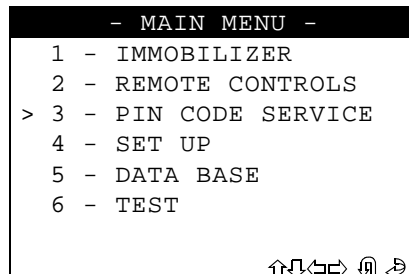 - MAIN MENU -
1 - IMMOBILIZER
2 - REMOTE CONTROLS
> 3 - PIN CODE SERVICE
4 - SET UP
5 - DATA BASE
6 - TEST